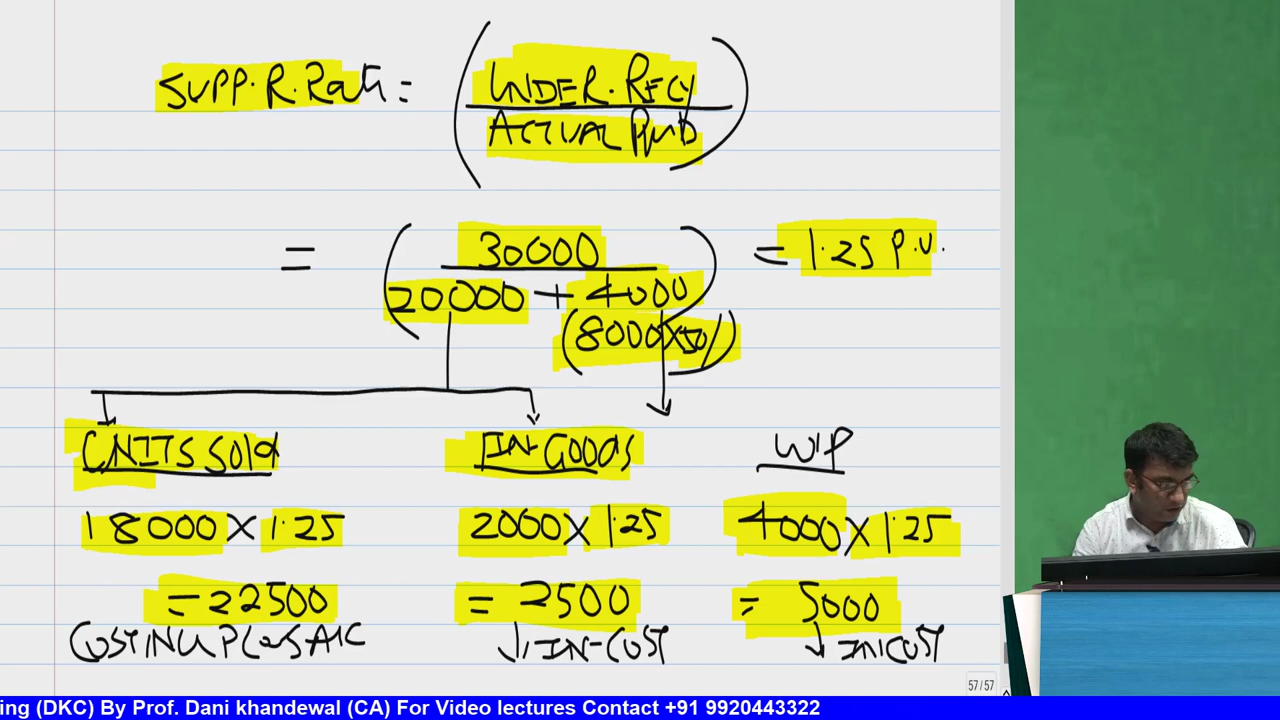 SUPP.R.Rate = (UNDER.RECY / ACTUAL Prod)
= (30000 / 20000 + 4000 (8000x50%)) = 1.25 P.U.
UNITS Sold IN Goods WIP
18000 x 1.25 2000 x 1.25 4000 x 1.25
= 22500 = 2500 = 5000
COSTING P Loss A/C ↓ IN-COST ↓ IN COST
57/57
ing (DKC) By Prof. Dani khandewal (CA) For Video lectures Contact +91 9920443322